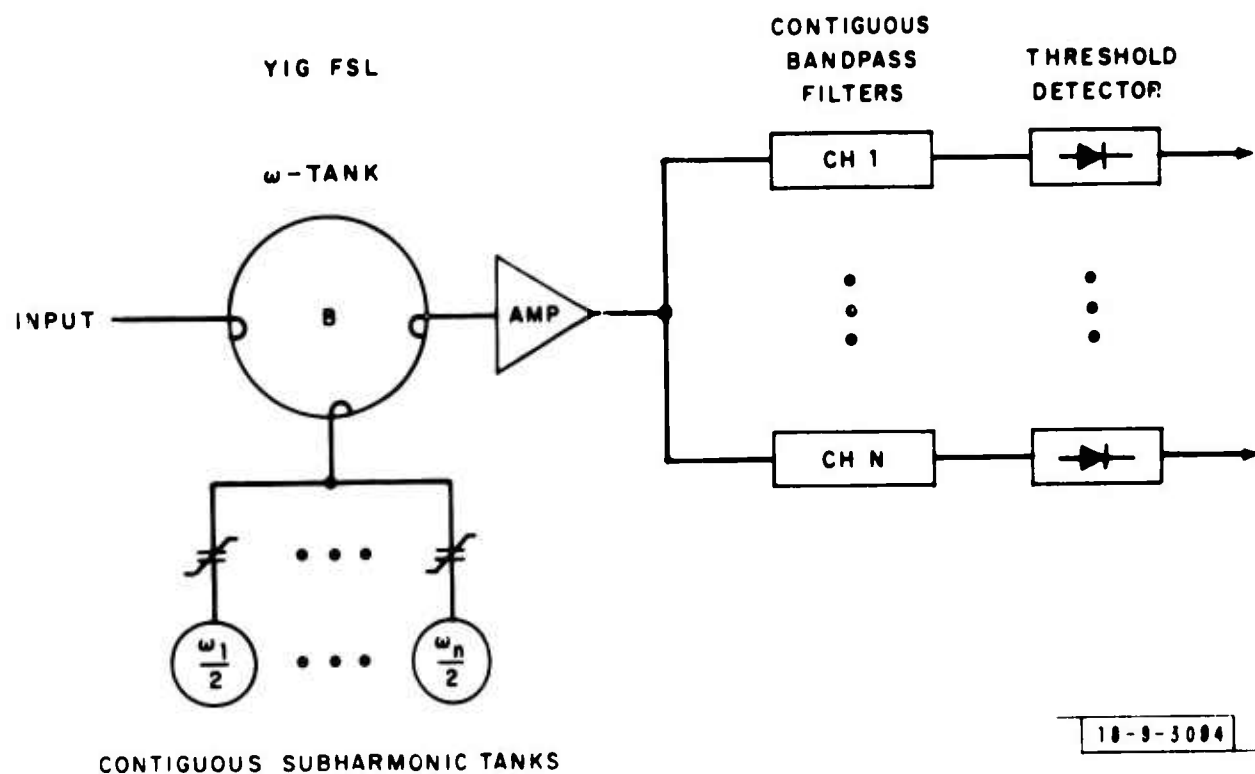 YIG FSL
ω-TANK
INPUT
B
AMP
CONTIGUOUS
BANDPASS
FILTERS
THRESHOLD
DETECTOR
CH 1
CH N
ω1/2
ωn/2
CONTIGUOUS SUBHARMONIC TANKS
18-9-3084